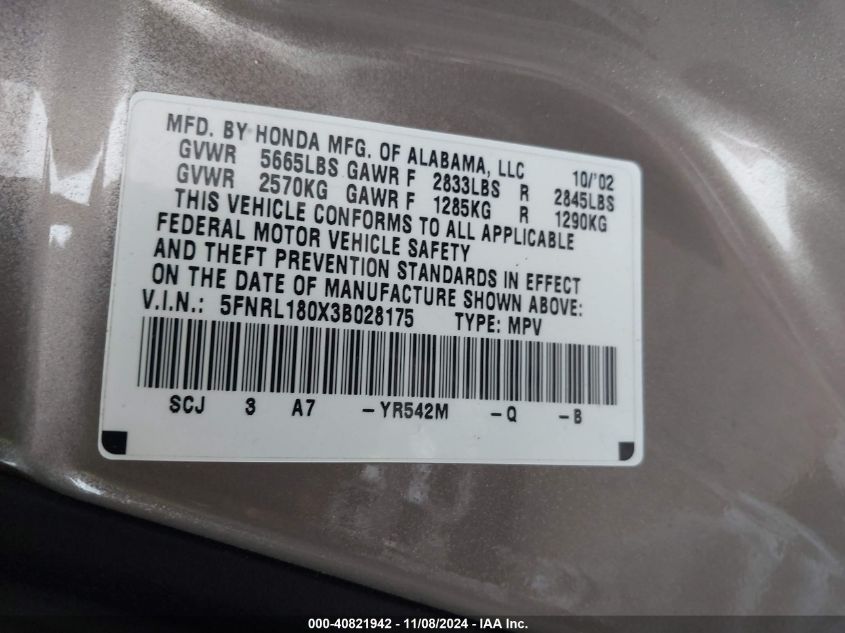 MFD. BY HONDA MFG. OF ALABAMA, LLC 10/'02
GVWR 5665LBS GAWR F 2833LBS R 2845LBS
GVWR 2570KG GAWR F 1285KG R 1290KG
THIS VEHICLE CONFORMS TO ALL APPLICABLE
FEDERAL MOTOR VEHICLE SAFETY
AND THEFT PREVENTION STANDARDS IN EFFECT
ON THE DATE OF MANUFACTURE SHOWN ABOVE:
V.I.N.: 5FNRL180X3B028175 TYPE: MPV
SCJ 3 A7 -YR542M -Q -B
000-40821942 - 11/08/2024 - IAA Inc.